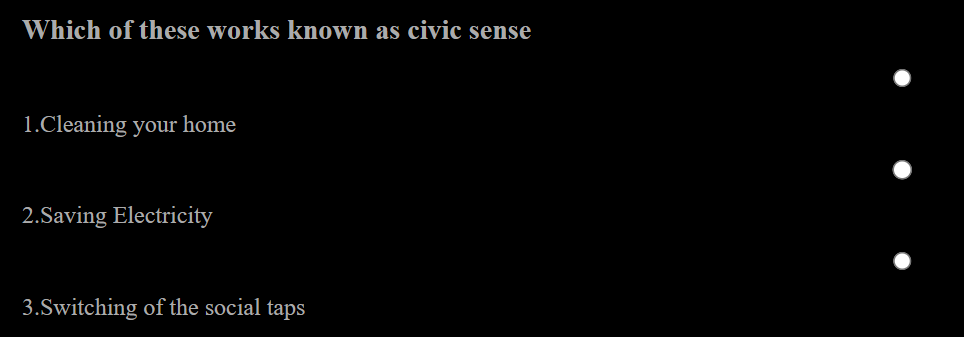 Which of these works known as civic sense
1.Cleaning your home
2.Saving Electricity
3.Switching of the social taps